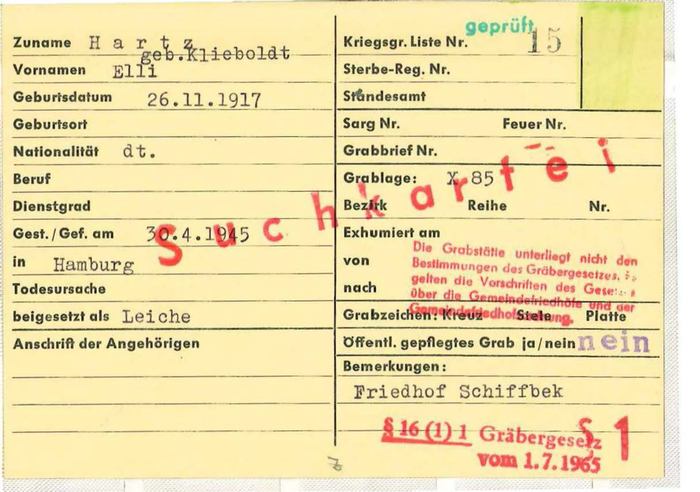 Zuname Hartz
geb.Klieboldt
Vornamen Elli
Geburtsdatum 26.11.1917
Geburtsort
Nationalität dt.
Beruf
Dienstgrad
Gest./Gef. am 30.4.1945
in Hamburg
Todesursache
beigesetzt als Leiche
Anschrift der Angehörigen
Suchkartei
geprüft
Kriegsgr. Liste Nr. 15
Sterbe-Reg. Nr.
Standesamt
Sarg Nr. Feuer Nr.
Grabbrief Nr.
Grablage: X 85
Bezirk Reihe Nr.
Exhumiert am
von
nach
Die Grabstätte unterliegt nicht den
Bestimmungen des Gräbergesetzes,
gelten die Vorschriften des
über die Gemeindefriedhöfe und der
Gemeindefriedhofsordnung.
Grabzeichen: Kreuz Stele Platte
Öffentl. gepflegtes Grab ja/nein nein
Bemerkungen:
Friedhof Schiffbek
§ 16 (1) 1 Gräbergesetz
vom 1.7.1965
§ 1